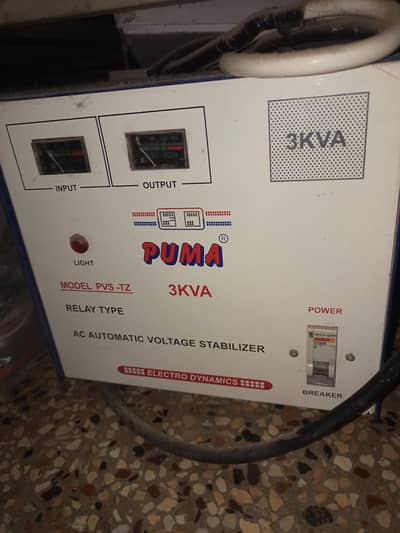 3KVA
INPUT
OUTPUT
ED
PUMA®
LIGHT
MODEL PVS -TZ
3KVA
RELAY TYPE
POWER
AC AUTOMATIC VOLTAGE STABILIZER
ELECTRO DYNAMICS
BREAKER